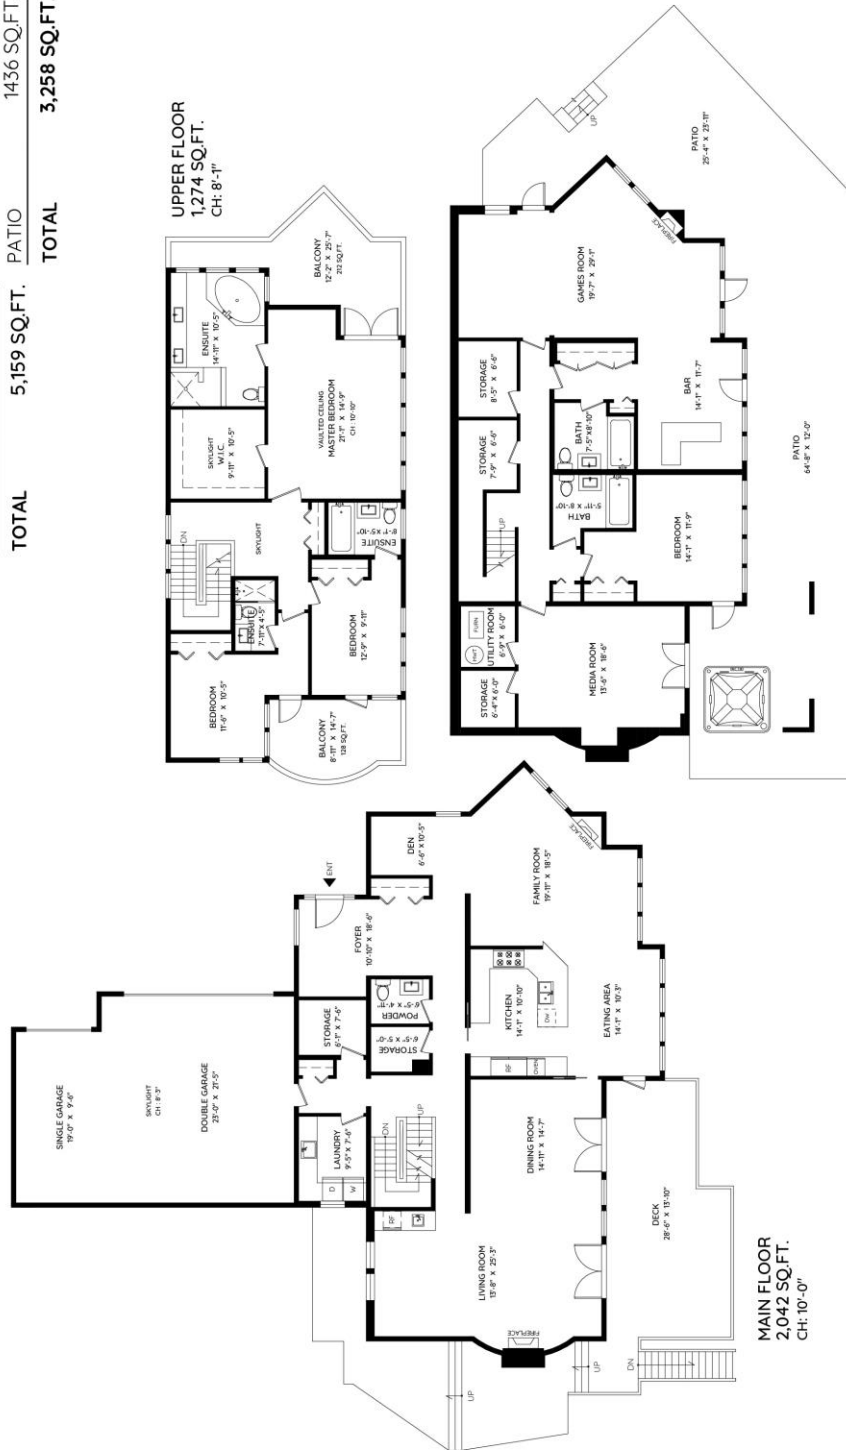 TOTAL 5,159 SQ.FT.
PATIO 1436 SQ.FT
TOTAL 3,258 SQ.FT
UPPER FLOOR
1,274 SQ.FT.
CH: 8'-1"
BALCONY
12'-2" X 25'-7"
212 SQ.FT.
ENSUITE
14'-11" X 10'-5"
VAULTED CEILING
MASTER BEDROOM
21'-1" X 14'-9"
CH : 10'-10"
SKYLIGHT
W.I.C.
9'-11" X 10'-5"
DN
SKYLIGHT
ENSUITE
8'-1" X 5'-10"
ENSUITE
7'-11" X 4'-5"
BEDROOM
12'-9" X 9'-11"
BEDROOM
11'-6" X 10'-5"
BALCONY
8'-11" X 14'-7"
128 SQ.FT.
UP
PATIO
25'-4" X 23'-11"
FIREPLACE
GAMES ROOM
19'-7" X 29'-1"
STORAGE
8'-5" X 6'-6"
STORAGE
7'-9" X 6'-6"
BATH
7'-5" X 8'-10"
BAR
14'-1" X 11'-7"
BATH
5'-11" X 8'-10"
UP
BEDROOM
14'-1" X 11'-9"
PATIO
64'-8" X 12'-0"
FURN
HWT
UTILITY ROOM
6'-9" X 6'-0"
STORAGE
6'-4" X 6'-0"
MEDIA ROOM
13'-6" X 18'-6"
ENT
DEN
6'-6" X 10'-5"
FOYER
10'-10" X 18'-6"
FAMILY ROOM
19'-11" X 18'-5"
FIREPLACE
KITCHEN
14'-1" X 10'-10"
DW
RF
OVEN
EATING AREA
14'-1" X 10'-3"
POWDER
6'-5" X 4'-11"
STORAGE
6'-5" X 5'-0"
STORAGE
6'-1" X 7'-6"
SINGLE GARAGE
19'-0" X 9'-6"
SKYLIGHT
CH : 8'-3"
DOUBLE GARAGE
23'-0" X 21'-5"
LAUNDRY
9'-5" X 7'-6"
D
W
DN
UP
RF
DINING ROOM
14'-11" X 14'-7"
LIVING ROOM
13'-8" X 25'-3"
FIREPLACE
DECK
28'-6" X 13'-10"
UP
UP
DN
MAIN FLOOR
2,042 SQ.FT.
CH: 10'-0"